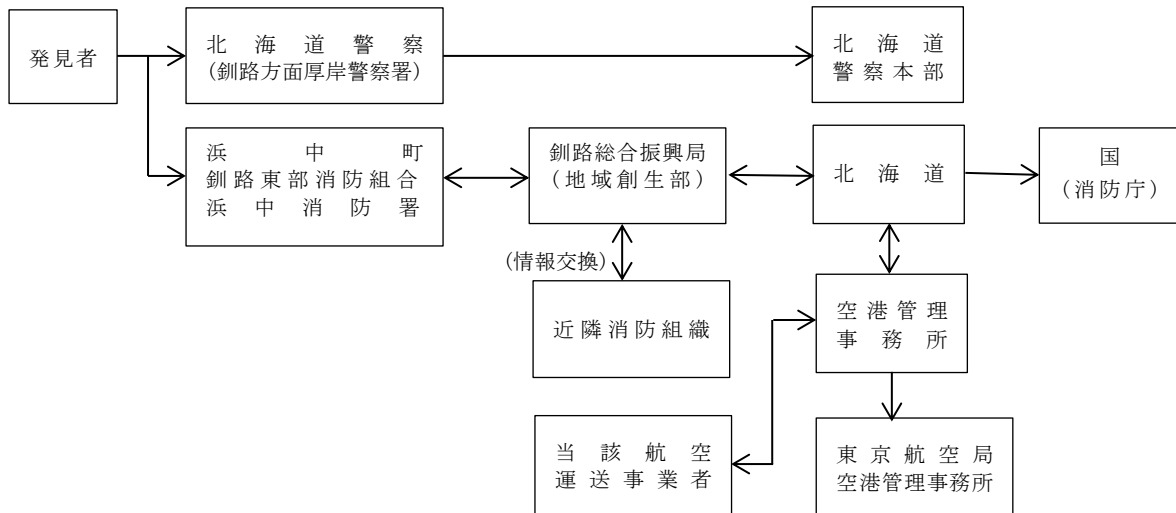 発見者
北海道警察
(釧路方面厚岸警察署)
北海道
警察本部
浜中町
釧路東部消防組合
浜中消防署
釧路総合振興局
(地域創生部)
北海道
国
(消防庁)
(情報交換)
近隣消防組織
空港管理
事務所
当該航空
運送事業者
東京航空局
空港管理事務所